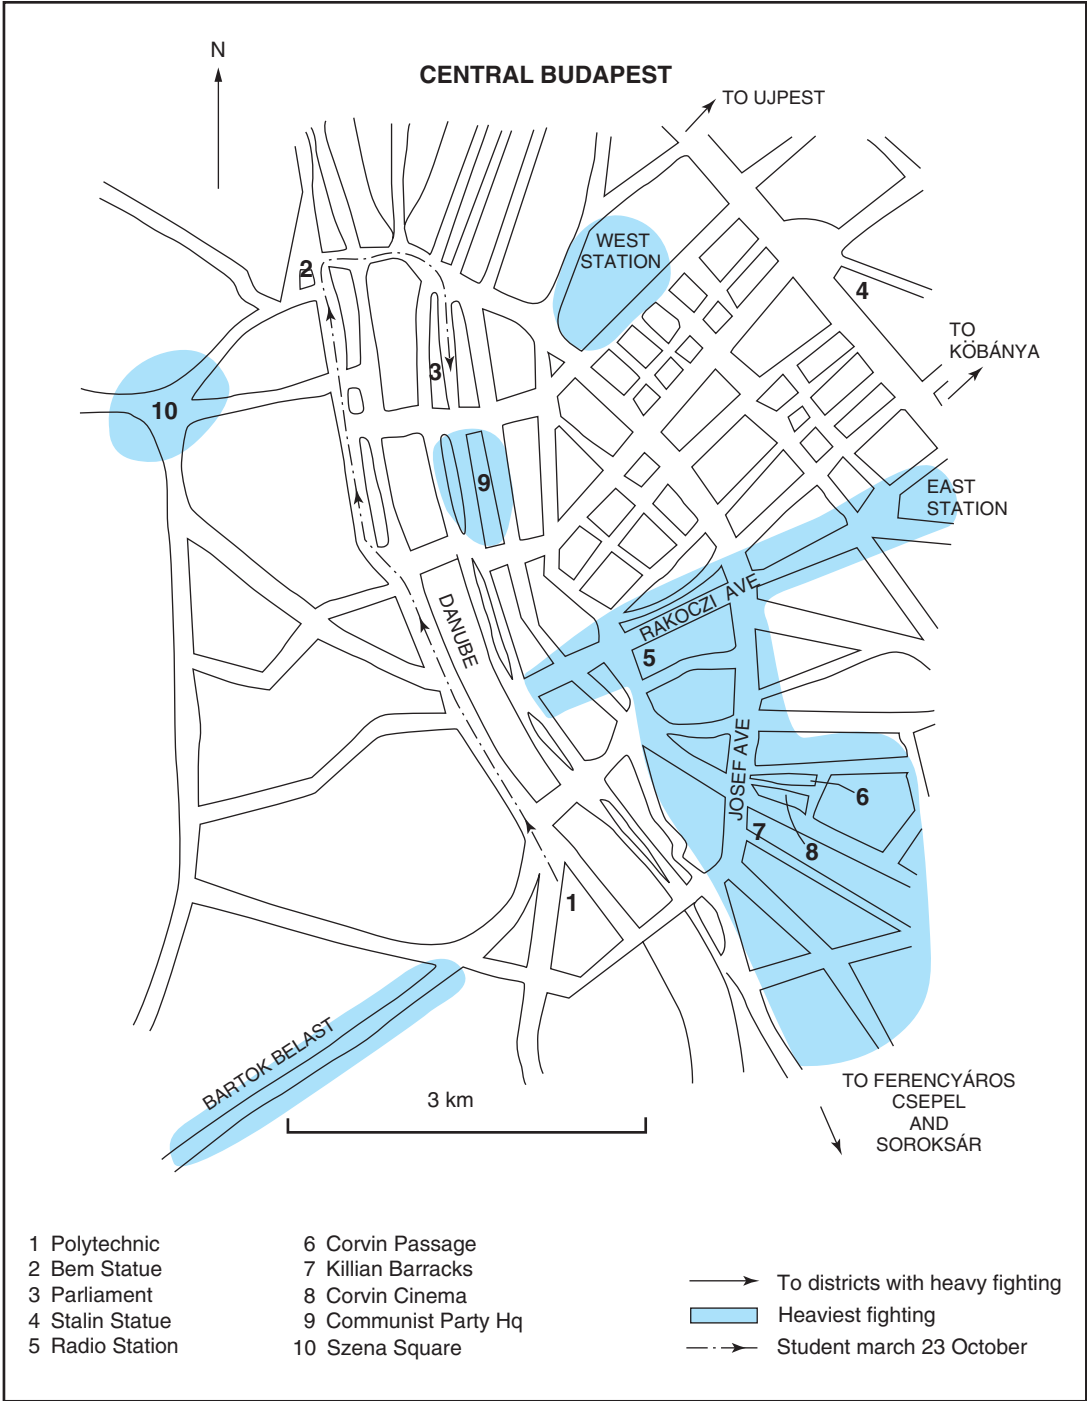 N
CENTRAL BUDAPEST
TO UJPEST
WEST
STATION
2
4
3
TO
KÖBÁNYA
10
9
EAST
STATION
DANUBE
RAKOCZI AVE
5
JOSEF AVE
6
7
8
1
BARTOK BELAST
3 km
TO FERENCYÁROS
CSEPEL
AND
SOROKSÁR
1 Polytechnic
2 Bem Statue
3 Parliament
4 Stalin Statue
5 Radio Station
6 Corvin Passage
7 Killian Barracks
8 Corvin Cinema
9 Communist Party Hq
10 Szena Square
To districts with heavy fighting
Heaviest fighting
Student march 23 October